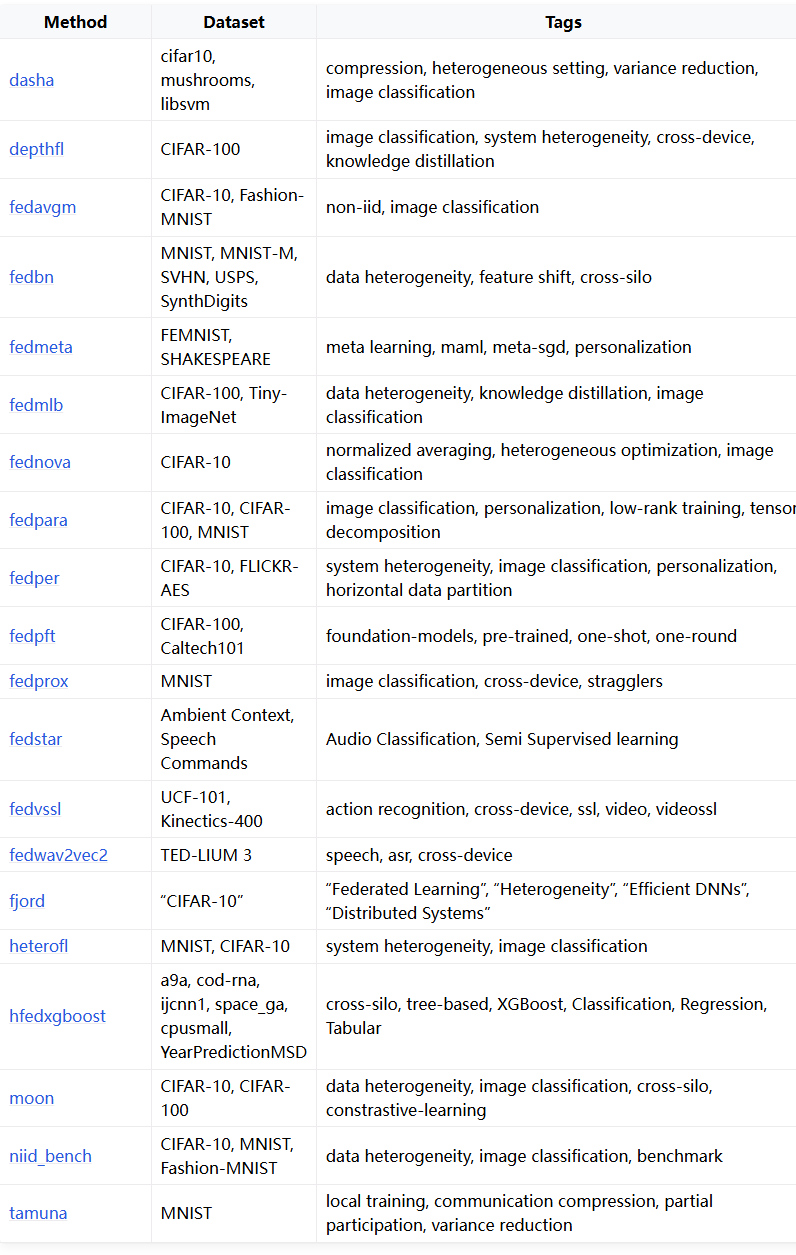 Method Dataset Tags
dasha
cifar10,
mushrooms,
libsvm
compression, heterogeneous setting, variance reduction,
image classification
depthfl
CIFAR-100
image classification, system heterogeneity, cross-device,
knowledge distillation
fedavgm
CIFAR-10, Fashion-
MNIST
non-iid, image classification
fedbn
MNIST, MNIST-M,
SVHN, USPS,
SynthDigits
data heterogeneity, feature shift, cross-silo
fedmeta
FEMNIST,
SHAKESPEARE
meta learning, maml, meta-sgd, personalization
fedmlb
CIFAR-100, Tiny-
ImageNet
data heterogeneity, knowledge distillation, image
classification
fednova
CIFAR-10
normalized averaging, heterogeneous optimization, image
classification
fedpara
CIFAR-10, CIFAR-
100, MNIST
image classification, personalization, low-rank training, tensor
decomposition
fedper
CIFAR-10, FLICKR-
AES
system heterogeneity, image classification, personalization,
horizontal data partition
fedpft
CIFAR-100,
Caltech101
foundation-models, pre-trained, one-shot, one-round
fedprox
MNIST
image classification, cross-device, stragglers
fedstar
Ambient Context,
Speech
Commands
Audio Classification, Semi Supervised learning
fedvssl
UCF-101,
Kinectics-400
action recognition, cross-device, ssl, video, videossl
fedwav2vec2
TED-LIUM 3
speech, asr, cross-device
fjord
“CIFAR-10”
“Federated Learning”, “Heterogeneity”, “Efficient DNNs”,
“Distributed Systems”
heterofl
MNIST, CIFAR-10
system heterogeneity, image classification
hfedxgboost
a9a, cod-rna,
ijcnn1, space_ga,
cpusmall,
YearPredictionMSD
cross-silo, tree-based, XGBoost, Classification, Regression,
Tabular
moon
CIFAR-10, CIFAR-
100
data heterogeneity, image classification, cross-silo,
constrastive-learning
niid_bench
CIFAR-10, MNIST,
Fashion-MNIST
data heterogeneity, image classification, benchmark
tamuna
MNIST
local training, communication compression, partial
participation, variance reduction